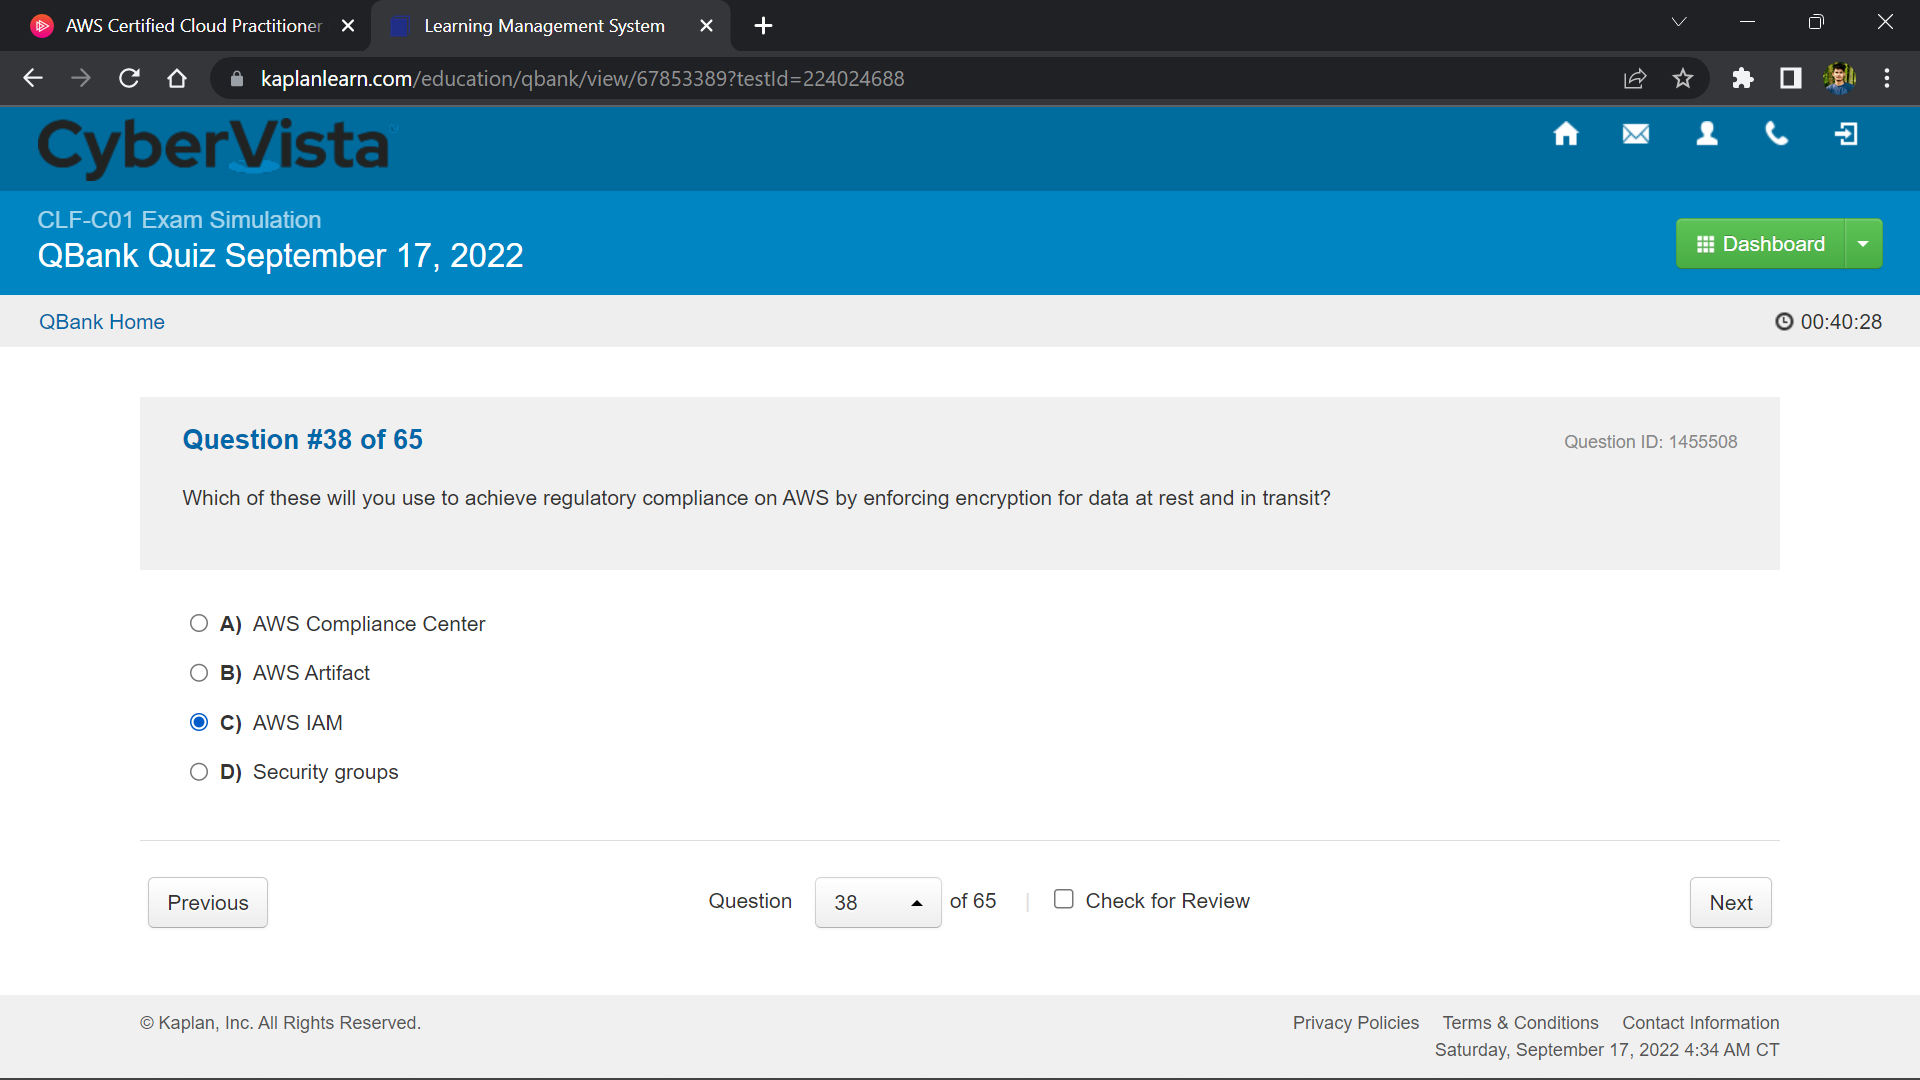 AWS Certified Cloud Practitioner
Learning Management System
kaplanlearn.com/education/qbank/view/67853389?testId=224024688
CyberVista
CLF-C01 Exam Simulation
QBank Quiz September 17, 2022
Dashboard
QBank Home
00:40:28
Question #38 of 65
Question ID: 1455508
Which of these will you use to achieve regulatory compliance on AWS by enforcing encryption for data at rest and in transit?
A) AWS Compliance Center
B) AWS Artifact
C) AWS IAM
D) Security groups
Previous
Question 38 of 65 | Check for Review
Next
© Kaplan, Inc. All Rights Reserved.
Privacy Policies Terms & Conditions Contact Information
Saturday, September 17, 2022 4:34 AM CT